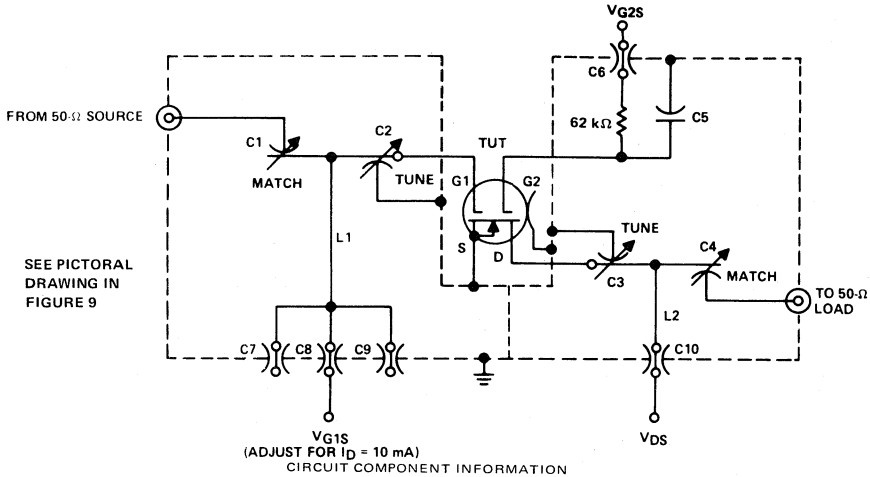 VG2S
C6
FROM 50-Ω SOURCE
C1
C2
TUT
62 kΩ
C5
MATCH
TUNE
G1
G2
TUNE
L1
S
D
C3
C4
MATCH
SEE PICTORAL
DRAWING IN
FIGURE 9
L2
TO 50-Ω
LOAD
C7
C8
C9
C10
VG1S
(ADJUST FOR ID = 10 mA)
VDS
CIRCUIT COMPONENT INFORMATION